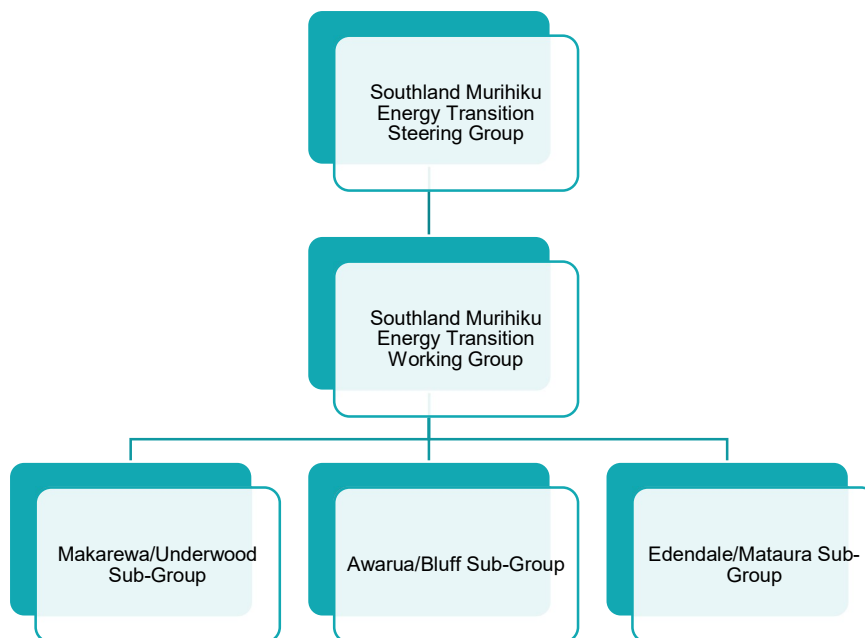 Southland Murihiku
Energy Transition
Steering Group
Southland Murihiku
Energy Transition
Working Group
Makarewa/Underwood
Sub-Group
Awarua/Bluff Sub-Group
Edendale/Mataura Sub-
Group